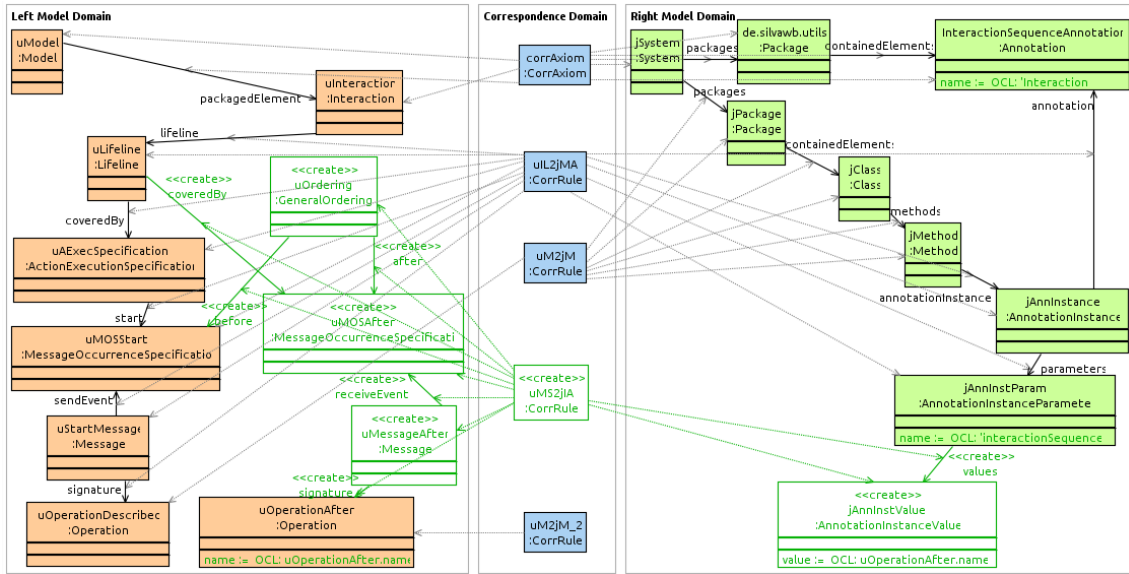 Left Model Domain
uModel
:Model
uInteraction
:Interaction
packagedElement
lifeline
uLifeline
:Lifeline
<<create>>
coveredBy
<<create>>
uOrdering
:GeneralOrdering
coveredBy
<<create>>
after
uAExecSpecification
:ActionExecutionSpecification
<<create>>
before
start
<<create>>
uMOSAfter
:MessageOccurrenceSpecificati
uMOSStart
:MessageOccurrenceSpecificatio
<<create>>
receiveEvent
sendEvent
<<create>>
uMessageAfter
:Message
uStartMessage
:Message
signature
<<create>>
signature
uOperationDescribec
:Operation
uOperationAfter
:Operation
name := OCL: uOperationAfter.name
Correspondence Domain
corrAxiom
:CorrAxiom
uIL2jMA
:CorrRule
uM2jM
:CorrRule
<<create>>
uMS2jIA
:CorrRule
uM2jM_2
:CorrRule
Right Model Domain
jSystem
:System
packages
de.silvawb.utils
:Package
containedElements
InteractionSequenceAnnotation
:Annotation
name := OCL: 'Interaction
packages
annotation
jPackage
:Package
containedElements
jClass
:Class
methods
jMethod
:Method
annotationInstance
jAnnInstance
:AnnotationInstance
parameters
jAnnInstParam
:AnnotationInstanceParamete
name := OCL: 'interactionSequence
<<create>>
values
<<create>>
jAnnInstValue
:AnnotationInstanceValue
value := OCL: uOperationAfter.name